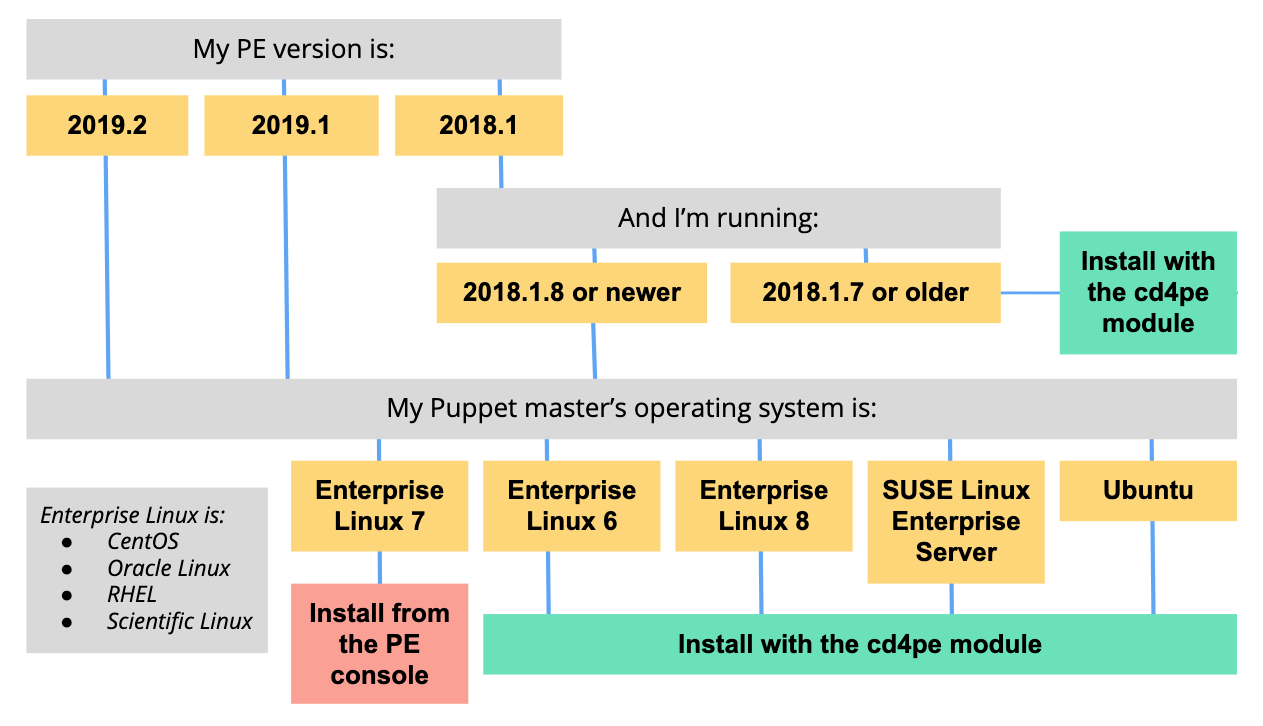 My PE version is:
2019.2
2019.1
2018.1
And I’m running:
2018.1.8 or newer
2018.1.7 or older
Install with
the cd4pe
module
My Puppet master’s operating system is:
Enterprise
Linux 7
Enterprise
Linux 6
Enterprise
Linux 8
SUSE Linux
Enterprise
Server
Ubuntu
Enterprise Linux is:
● CentOS
● Oracle Linux
● RHEL
● Scientific Linux
Install from
the PE
console
Install with the cd4pe module